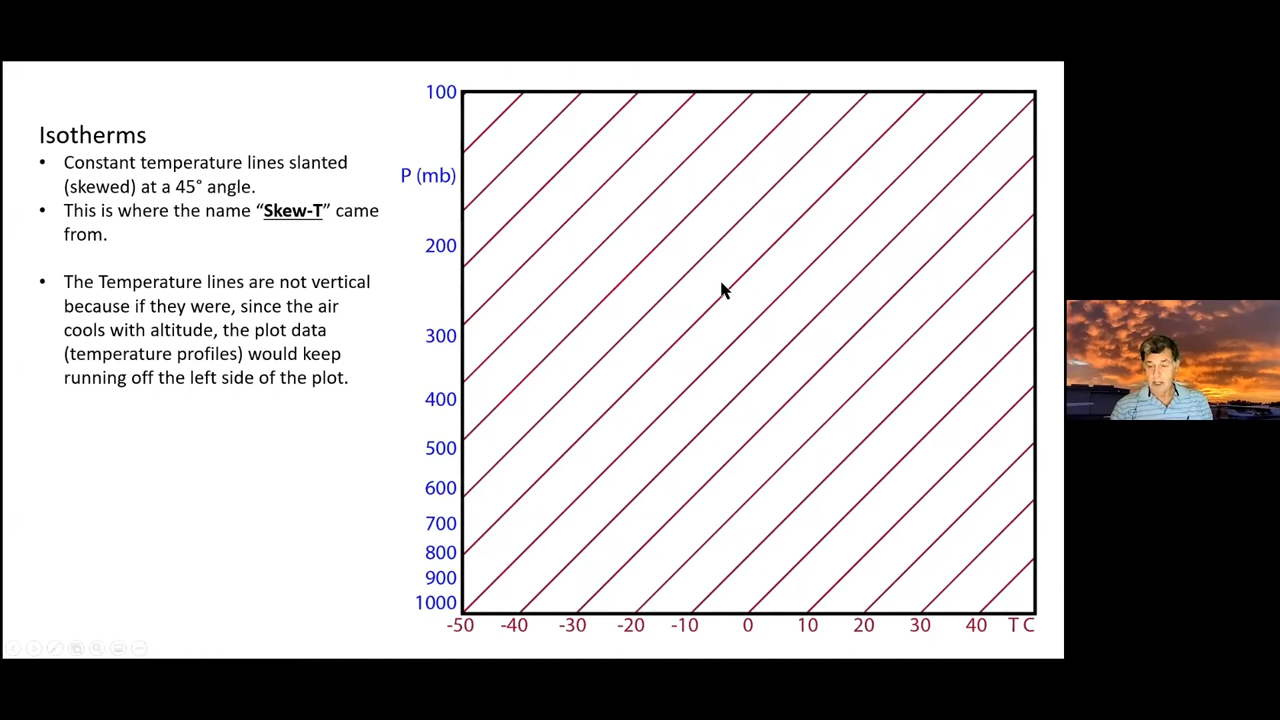 Isotherms
• Constant temperature lines slanted
(skewed) at a 45° angle.
• This is where the name “Skew-T” came
from.
• The Temperature lines are not vertical
because if they were, since the air
cools with altitude, the plot data
(temperature profiles) would keep
running off the left side of the plot.
100
P (mb)
200
300
400
500
600
700
800
900
1000
-50 -40 -30 -20 -10 0 10 20 30 40 T C